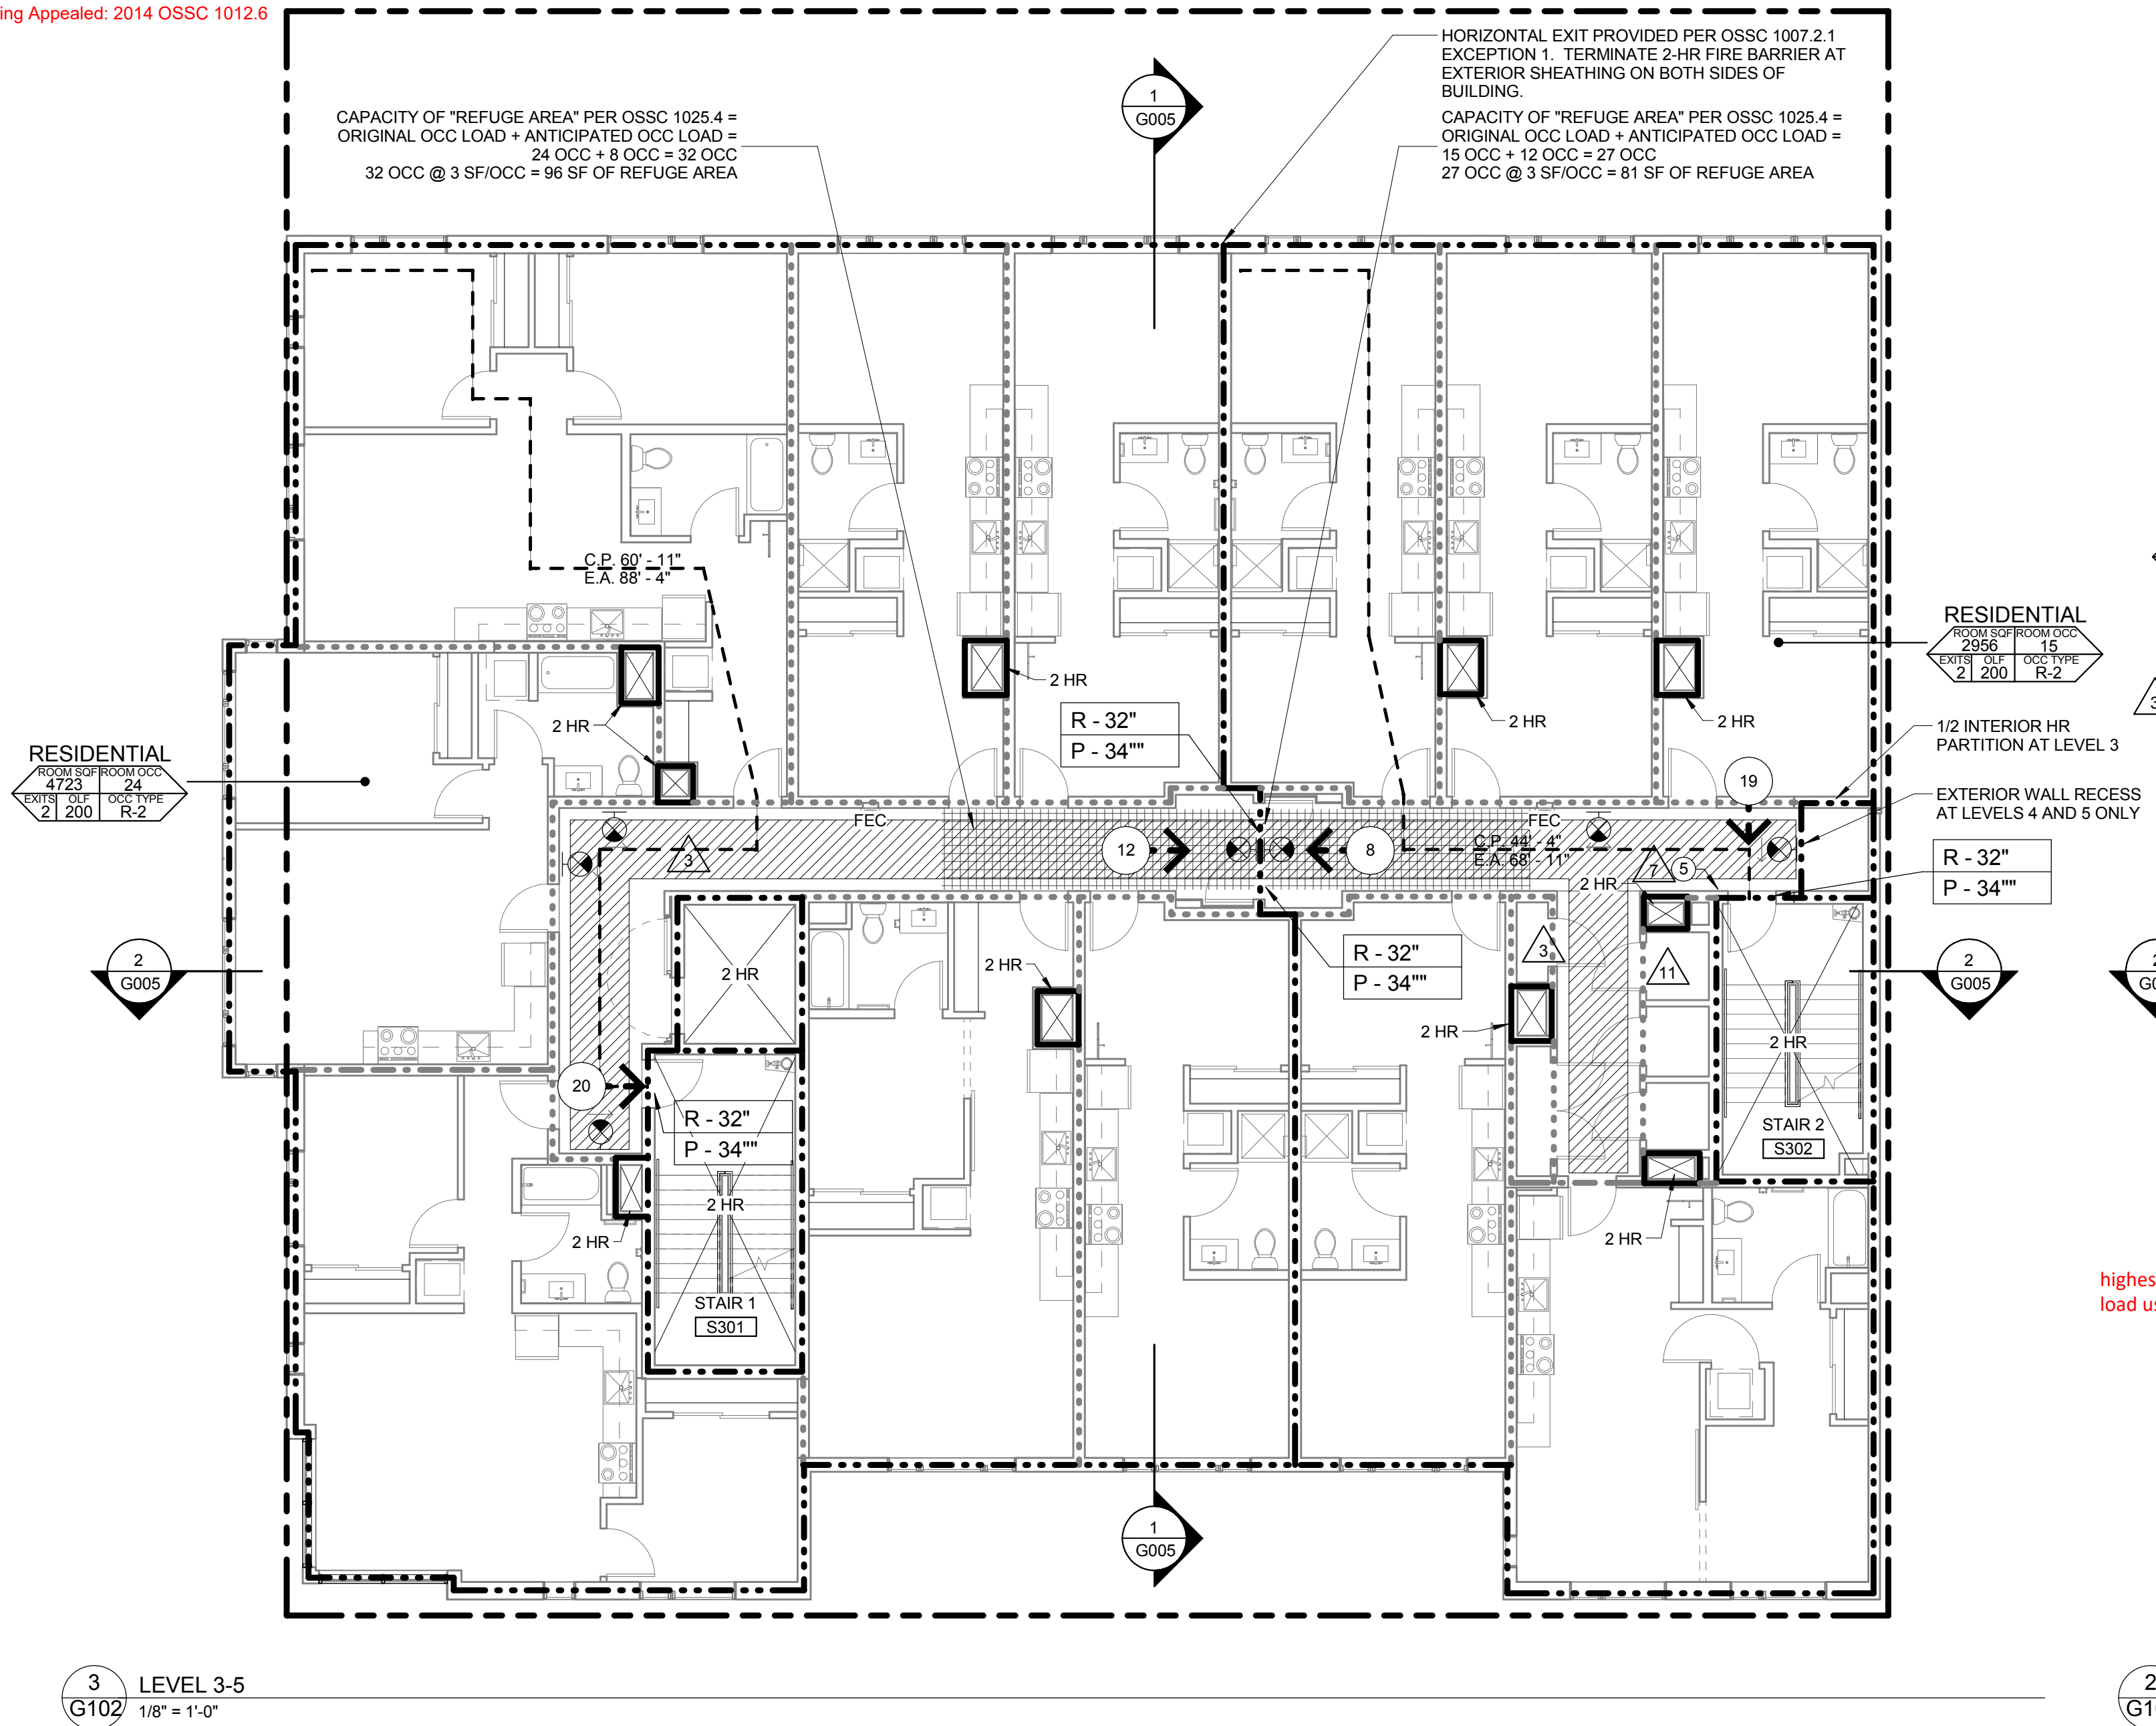 ing Appealed: 2014 OSSC 1012.6
HORIZONTAL EXIT PROVIDED PER OSSC 1007.2.1
EXCEPTION 1. TERMINATE 2-HR FIRE BARRIER AT
EXTERIOR SHEATHING ON BOTH SIDES OF
BUILDING.
CAPACITY OF "REFUGE AREA" PER OSSC 1025.4 =
ORIGINAL OCC LOAD + ANTICIPATED OCC LOAD =
24 OCC + 8 OCC = 32 OCC
32 OCC @ 3 SF/OCC = 96 SF OF REFUGE AREA
1
G005
CAPACITY OF "REFUGE AREA" PER OSSC 1025.4 =
ORIGINAL OCC LOAD + ANTICIPATED OCC LOAD =
15 OCC + 12 OCC = 27 OCC
27 OCC @ 3 SF/OCC = 81 SF OF REFUGE AREA
C.P. 60' - 11"
E.A. 88' - 4"
RESIDENTIAL
ROOM SQF ROOM OCC
2956 15
EXITS OLF OCC TYPE
2 200 R-2
2 HR
2 HR
2 HR
2 HR
R - 32"
P - 34""
3
1/2 INTERIOR HR
PARTITION AT LEVEL 3
RESIDENTIAL
ROOM SQF ROOM OCC
4723 24
EXITS OLF OCC TYPE
2 200 R-2
19
EXTERIOR WALL RECESS
AT LEVELS 4 AND 5 ONLY
FEC
FEC
3
12
8
C.P. 44' - 4"
E.A. 68' - 11"
R - 32"
P - 34""
7
5
2 HR
2
G005
2 HR
2 HR
R - 32"
P - 34""
3
11
2
G005
2 HR
2 HR
20
R - 32"
P - 34""
STAIR 2
S302
2 HR
2 HR
2 HR
STAIR 1
S301
highes
load us
1
G005
3
G102
LEVEL 3-5
1/8" = 1'-0"
2
G1